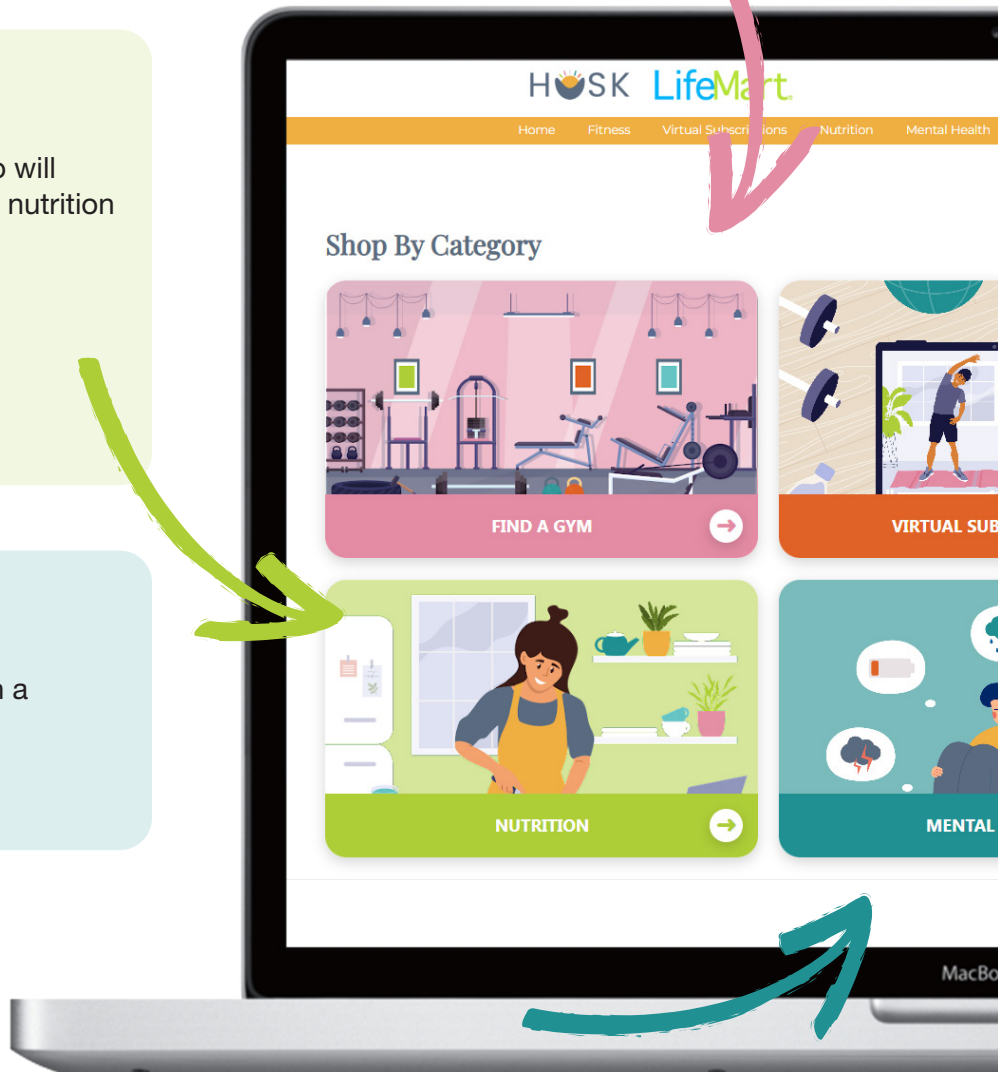 will
nutrition
a
HUSK LifeMart.
Home Fitness Virtual Subscriptions Nutrition Mental Health
Shop By Category
FIND A GYM
VIRTUAL SUB
NUTRITION
MENTAL
MacBo